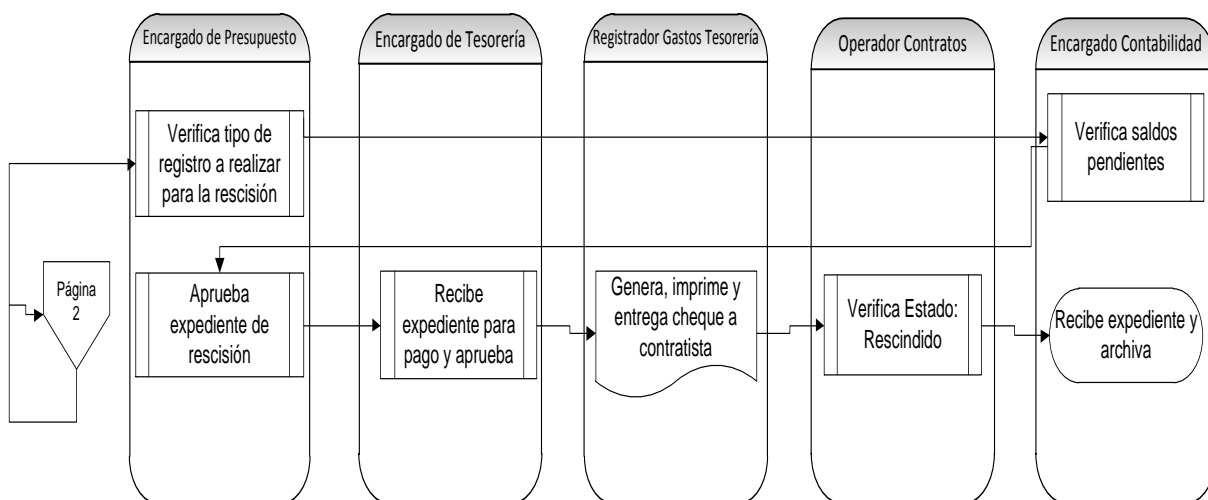 Encargado de Presupuesto
Encargado de Tesorería
Registrador Gastos Tesorería
Operador Contratos
Encargado Contabilidad
Verifica tipo de
registro a realizar
para la rescisión
Verifica saldos
pendientes
Página
2
Aprueba
expediente de
rescisión
Recibe
expediente para
pago y aprueba
Genera, imprime y
entrega cheque a
contratista
Verifica Estado:
Rescindido
Recibe expediente y
archiva